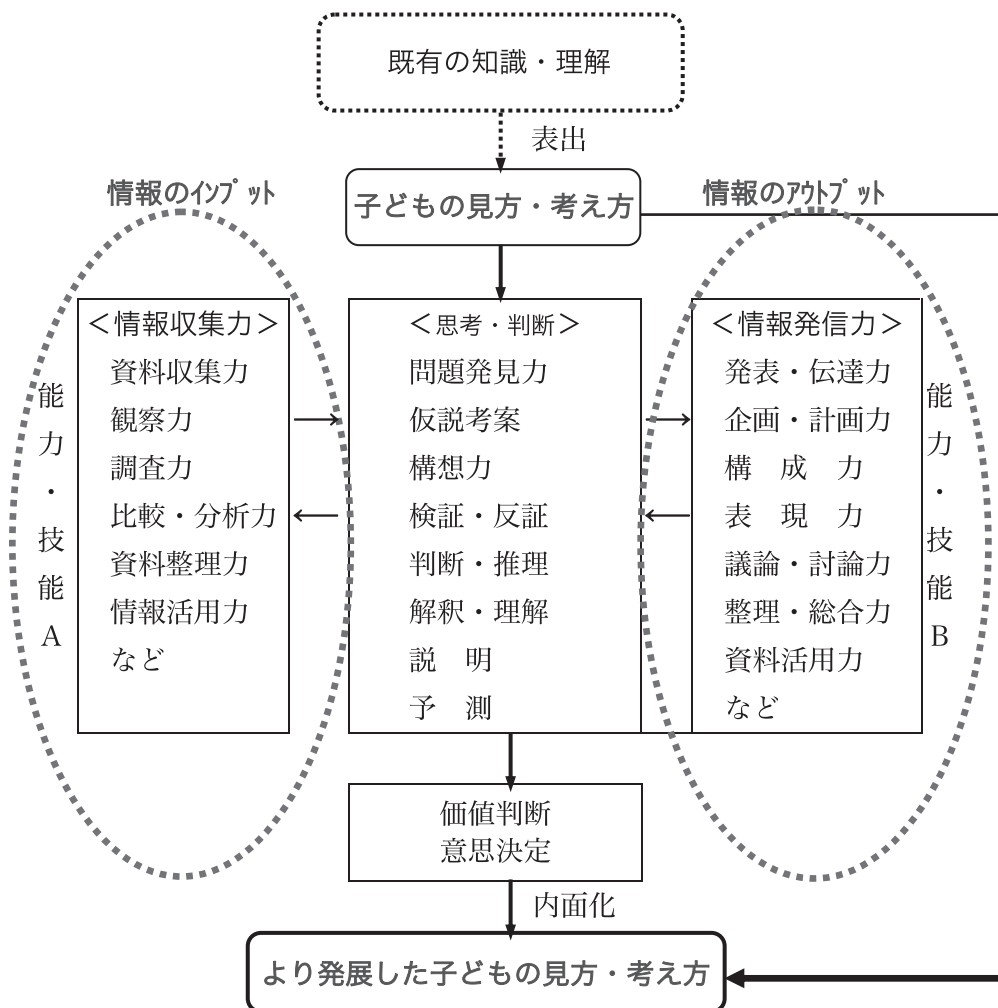 既有の知識・理解
表出
子どもの見方・考え方
情報のインプット
能力・技能A
＜情報収集力＞
資料収集力
観察力
調査力
比較・分析力
資料整理力
情報活用力
など
＜思考・判断＞
問題発見力
仮説考案
構想力
検証・反証
判断・推理
解釈・理解
説　明
予　測
情報のアウトプット
＜情報発信力＞
発表・伝達力
企画・計画力
構　成　力
表　現　力
議論・討論力
整理・総合力
資料活用力
など
能力・技能B
価値判断
意思決定
内面化
より発展した子どもの見方・考え方